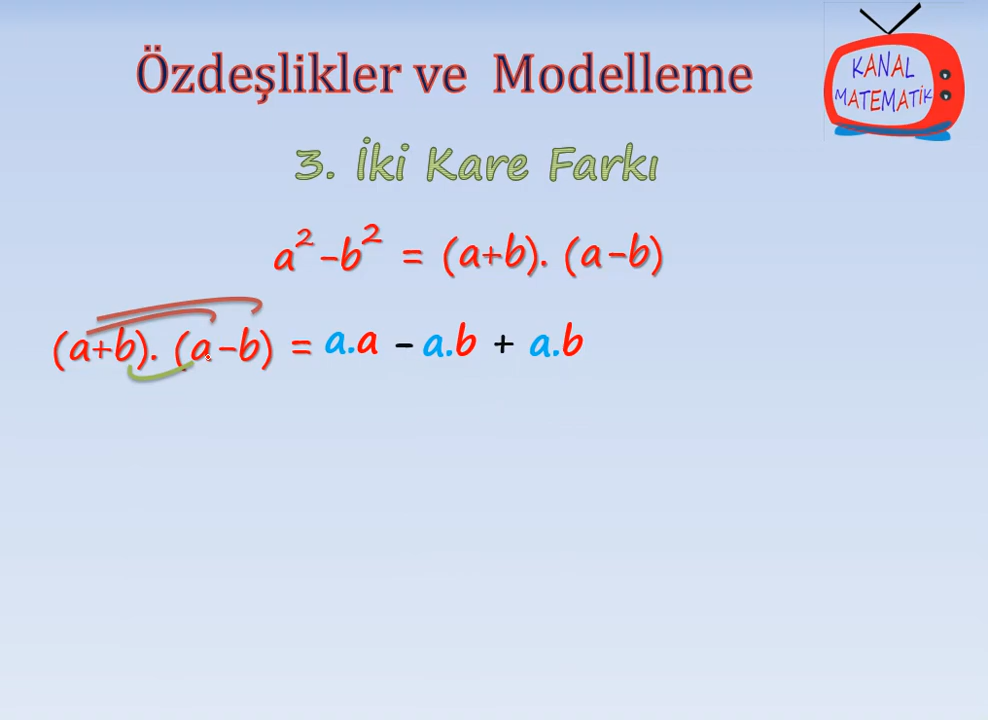 Özdeşlikler ve Modelleme
KANAL
MATEMATİK
3. İki Kare Farkı
a² -b² = (a+b). (a-b)
(a+b). (a-b) = a.a - a.b + a.b